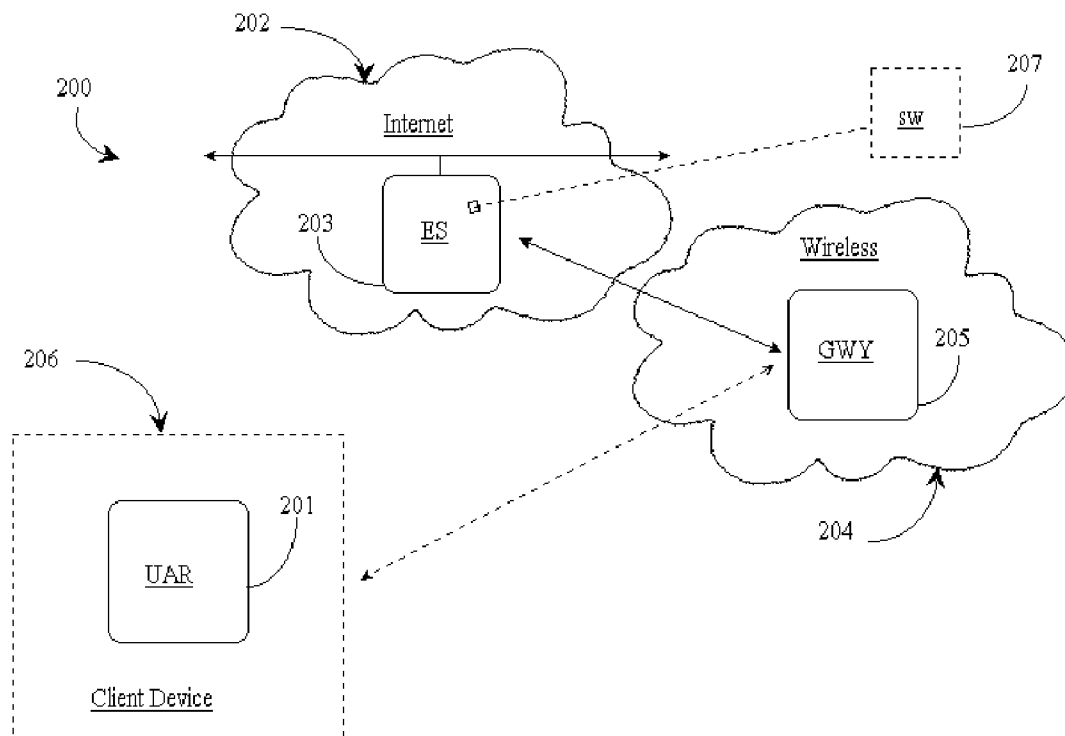 202
200
207
Internet
sw
203
ES
Wireless
206
GWY
205
201
204
UAR
Client Device